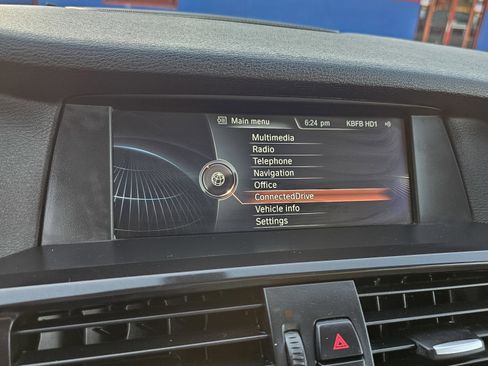 Main menu 6:24 pm KBFB HD1
Multimedia
Radio
Telephone
Navigation
Office
ConnectedDrive
Vehicle info
Settings